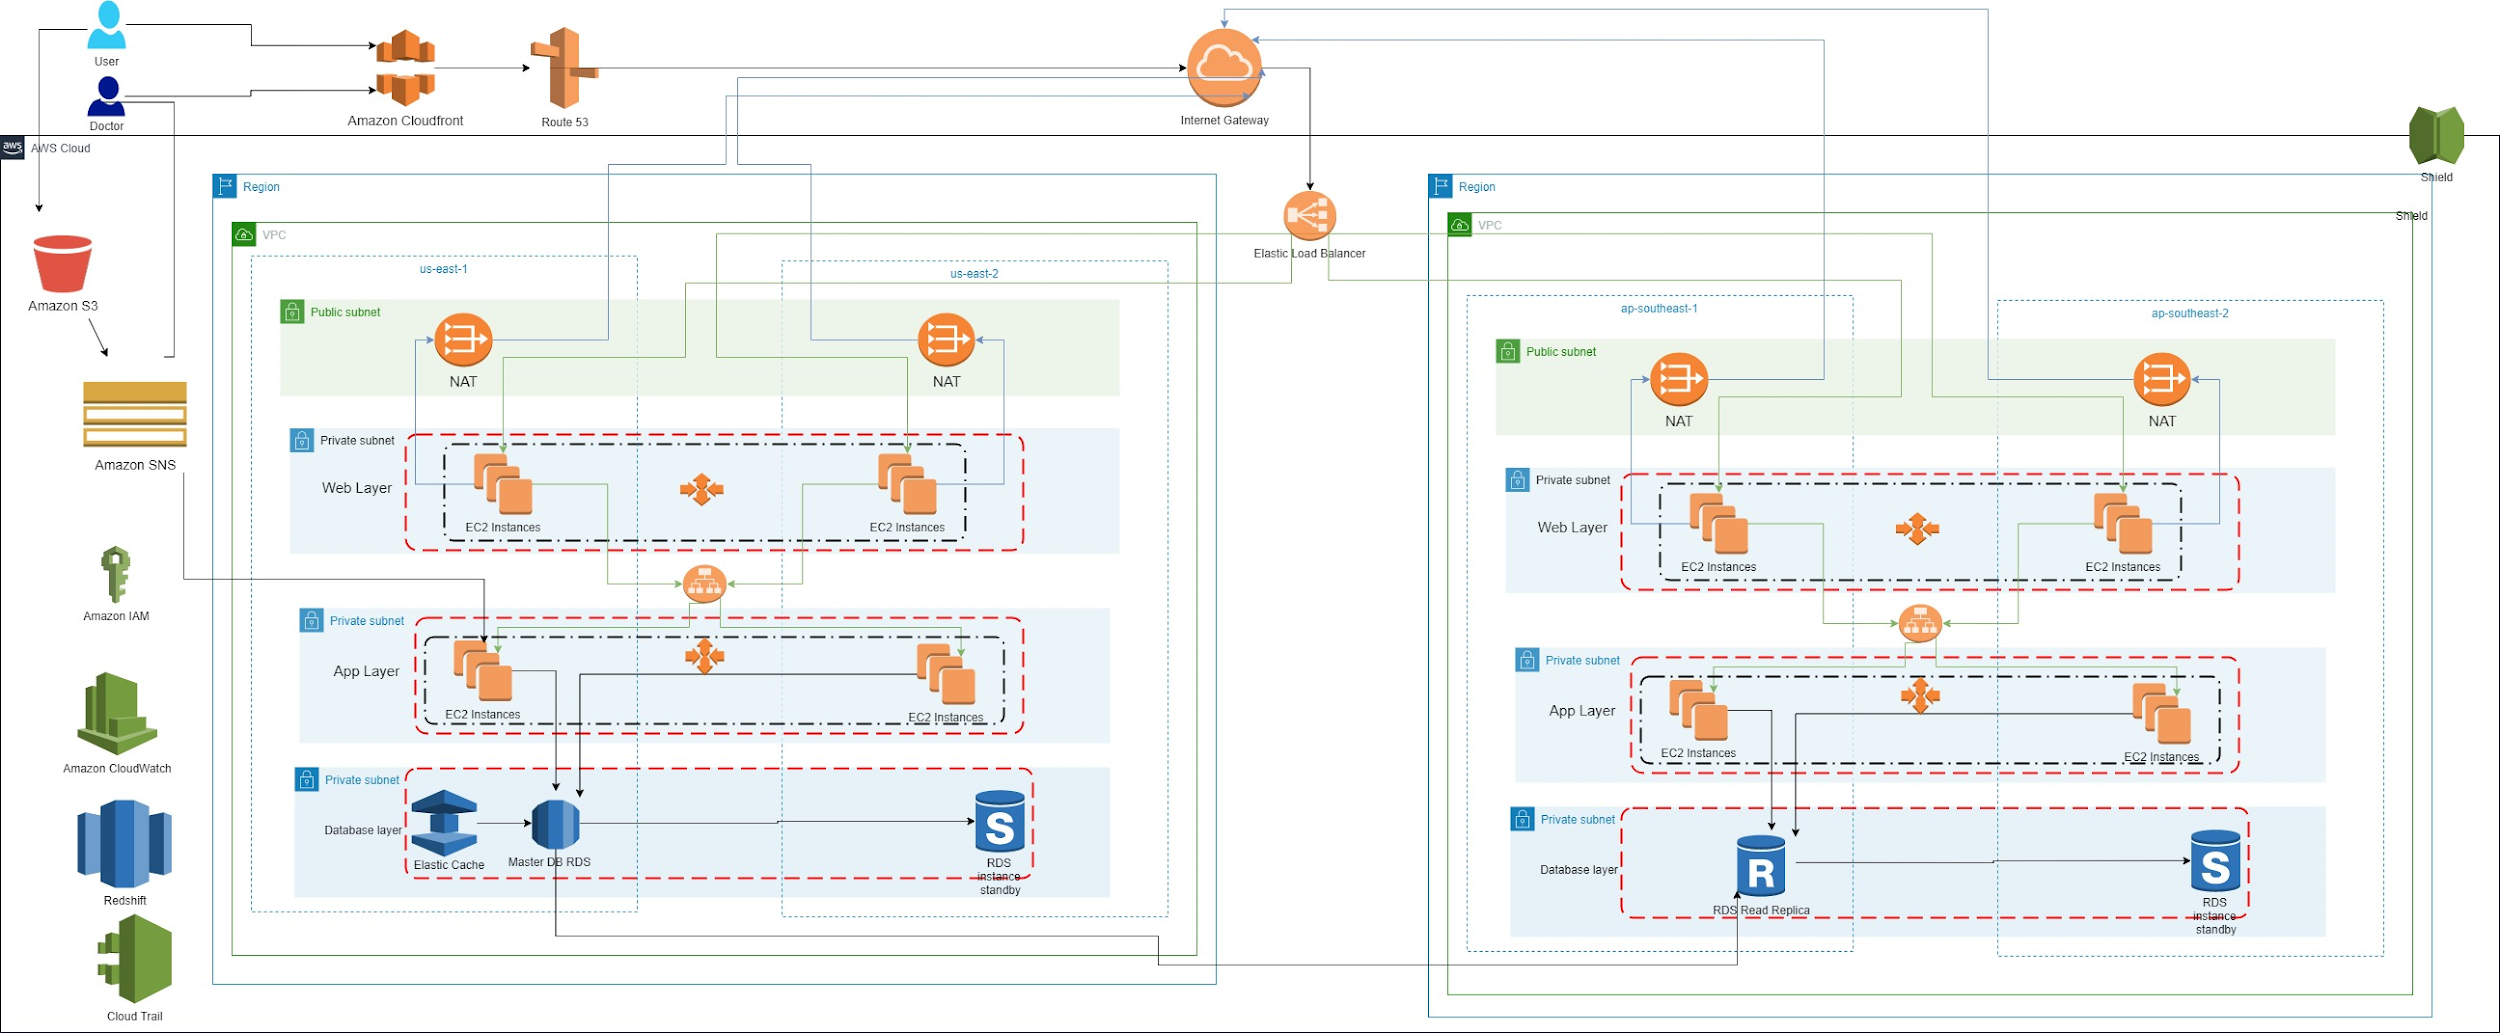 User
Doctor
Amazon Cloudfront
Route 53
Internet Gateway
aws
AWS Cloud
Shield
Shield
Amazon S3
Amazon SNS
Amazon IAM
Amazon CloudWatch
Redshift
Cloud Trail
Elastic Load Balancer
Region
VPC
us-east-1
us-east-2
Public subnet
NAT
NAT
Private subnet
Web Layer
EC2 Instances
EC2 Instances
Private subnet
App Layer
EC2 Instances
EC2 Instances
Private subnet
Database layer
Elastic Cache
Master DB RDS
S
RDS
instance
standby
Region
VPC
ap-southeast-1
ap-southeast-2
Public subnet
NAT
NAT
Private subnet
Web Layer
EC2 Instances
EC2 Instances
Private subnet
App Layer
EC2 Instances
EC2 Instances
Private subnet
Database layer
R
RDS Read Replica
S
RDS
instance
standby